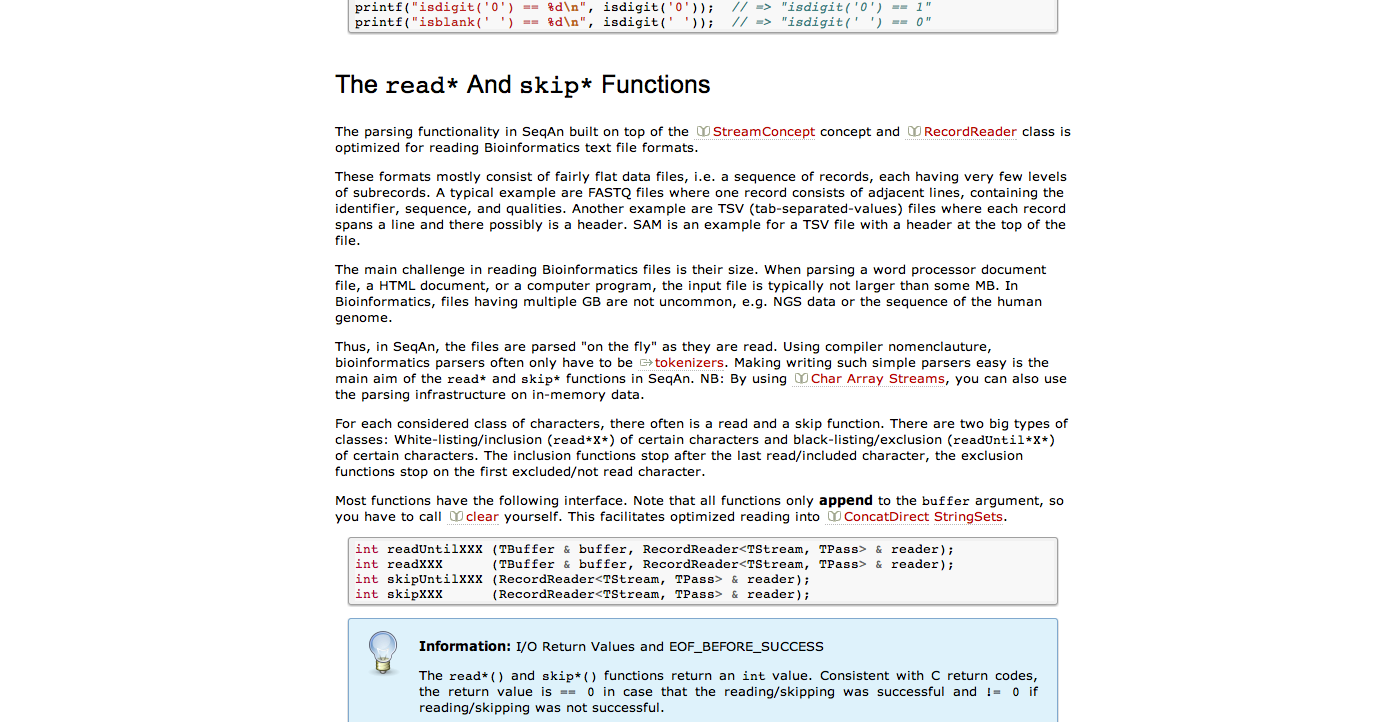 printf("isdigit('0') == %d\n", isdigit('0'));  // => "isdigit('0') == 1"
printf("isblank(' ') == %d\n", isdigit(' '));  // => "isdigit(' ') == 0"
The read* And skip* Functions
The parsing functionality in SeqAn built on top of the StreamConcept concept and RecordReader class is
optimized for reading Bioinformatics text file formats.
These formats mostly consist of fairly flat data files, i.e. a sequence of records, each having very few levels
of subrecords. A typical example are FASTQ files where one record consists of adjacent lines, containing the
identifier, sequence, and qualities. Another example are TSV (tab-separated-values) files where each record
spans a line and there possibly is a header. SAM is an example for a TSV file with a header at the top of the
file.
The main challenge in reading Bioinformatics files is their size. When parsing a word processor document
file, a HTML document, or a computer program, the input file is typically not larger than some MB. In
Bioinformatics, files having multiple GB are not uncommon, e.g. NGS data or the sequence of the human
genome.
Thus, in SeqAn, the files are parsed "on the fly" as they are read. Using compiler nomenclauture,
bioinformatics parsers often only have to be tokenizers. Making writing such simple parsers easy is the
main aim of the read* and skip* functions in SeqAn. NB: By using Char Array Streams, you can also use
the parsing infrastructure on in-memory data.
For each considered class of characters, there often is a read and a skip function. There are two big types of
classes: White-listing/inclusion (read*X*) of certain characters and black-listing/exclusion (readUntil*X*)
of certain characters. The inclusion functions stop after the last read/included character, the exclusion
functions stop on the first excluded/not read character.
Most functions have the following interface. Note that all functions only append to the buffer argument, so
you have to call clear yourself. This facilitates optimized reading into ConcatDirect StringSets.
int readUntilXXX (TBuffer & buffer, RecordReader<TStream, TPass> & reader);
int readXXX      (TBuffer & buffer, RecordReader<TStream, TPass> & reader);
int skipUntilXXX (RecordReader<TStream, TPass> & reader);
int skipXXX      (RecordReader<TStream, TPass> & reader);
Information: I/O Return Values and EOF_BEFORE_SUCCESS
The read*() and skip*() functions return an int value. Consistent with C return codes,
the return value is == 0 in case that the reading/skipping was successful and != 0 if
reading/skipping was not successful.